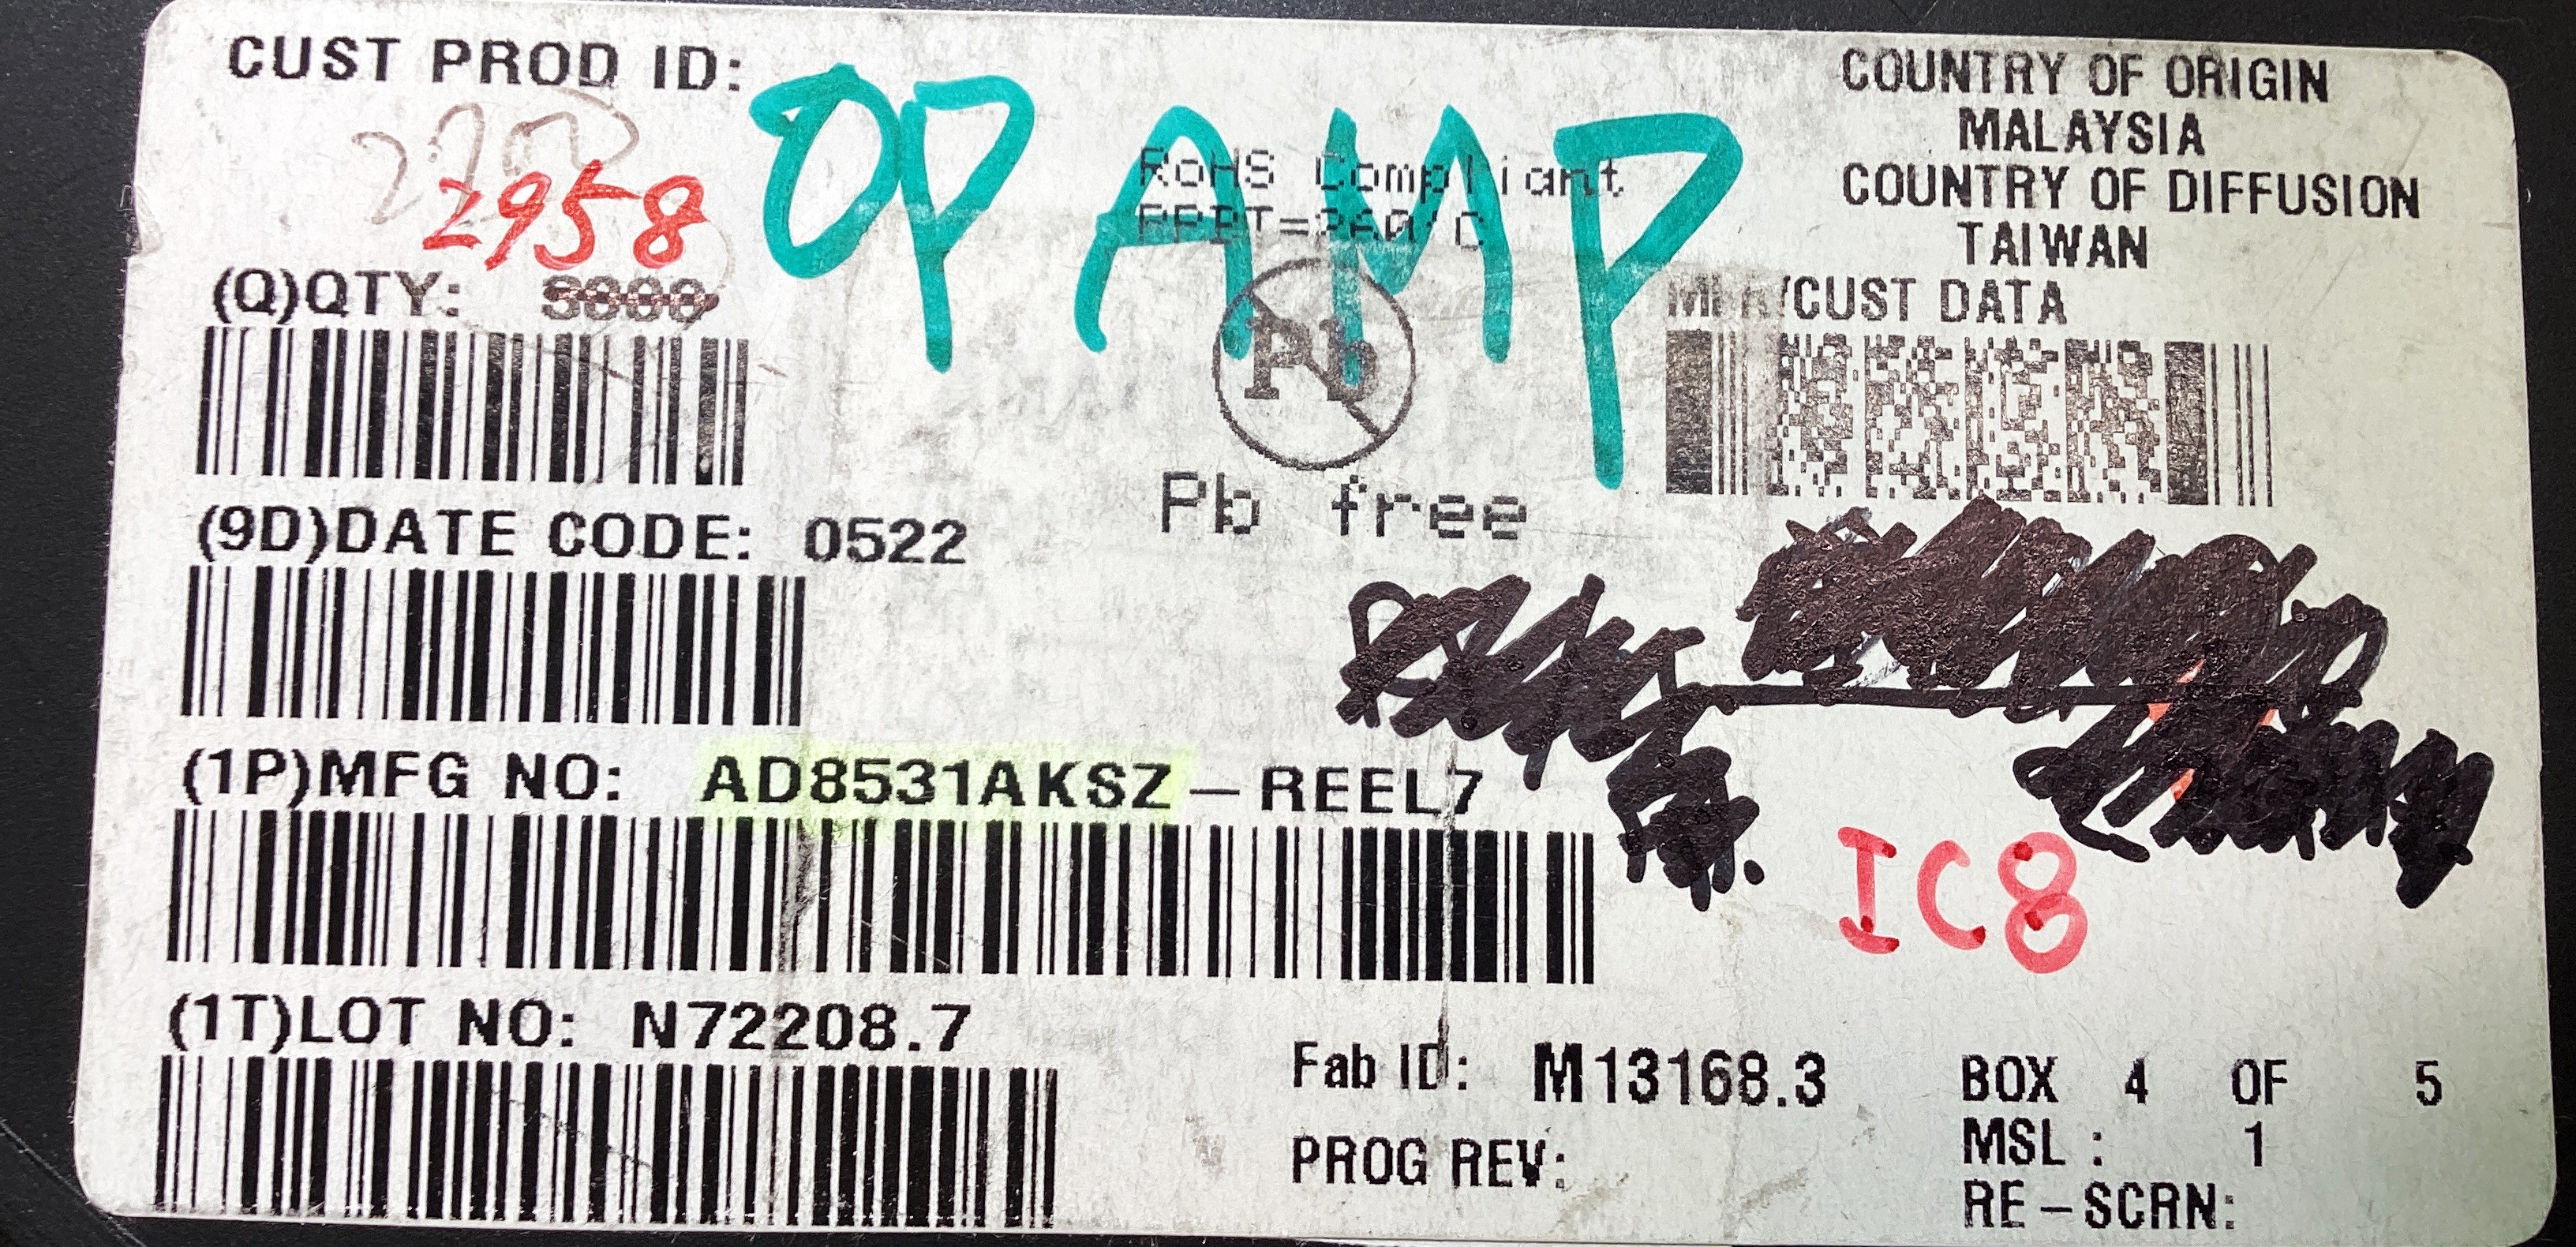 CUST PROD ID:
OP AMP
2958
(Q)QTY: 3000
RoHS Compliant
Pb
Pb free
COUNTRY OF ORIGIN
MALAYSIA
COUNTRY OF DIFFUSION
TAIWAN
/CUST DATA
(9D)DATE CODE: 0522
(1P)MFG NO: AD8531AKSZ-REEL7
IC8
(1T)LOT NO: N72208.7
Fab ID: M13168.3
PROG REV:
BOX 4 OF 5
MSL: 1
RE-SCRN: